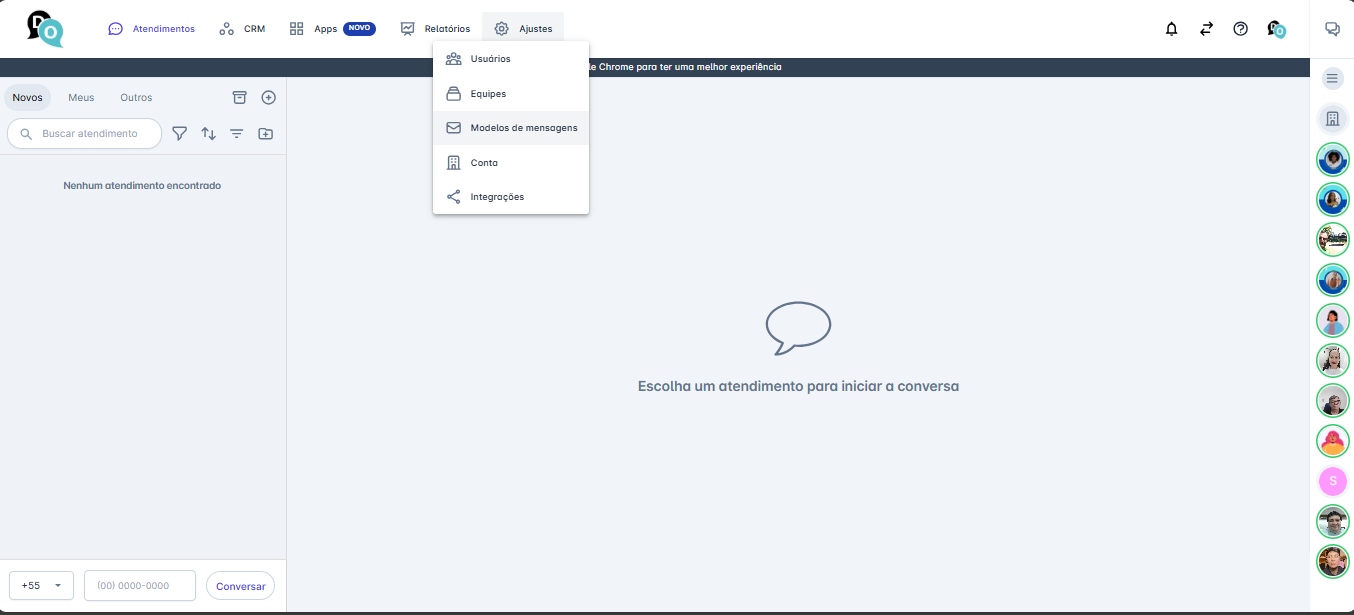 DO
Atendimentos
CRM
Apps
NOVO
Relatórios
Ajustes
Usuários
Equipes
Modelos de mensagens
Conta
Integrações
Chrome para ter uma melhor experiência
Novos
Meus
Outros
Buscar atendimento
Nenhum atendimento encontrado
Escolha um atendimento para iniciar a conversa
S
+55
(00) 0000-0000
Conversar